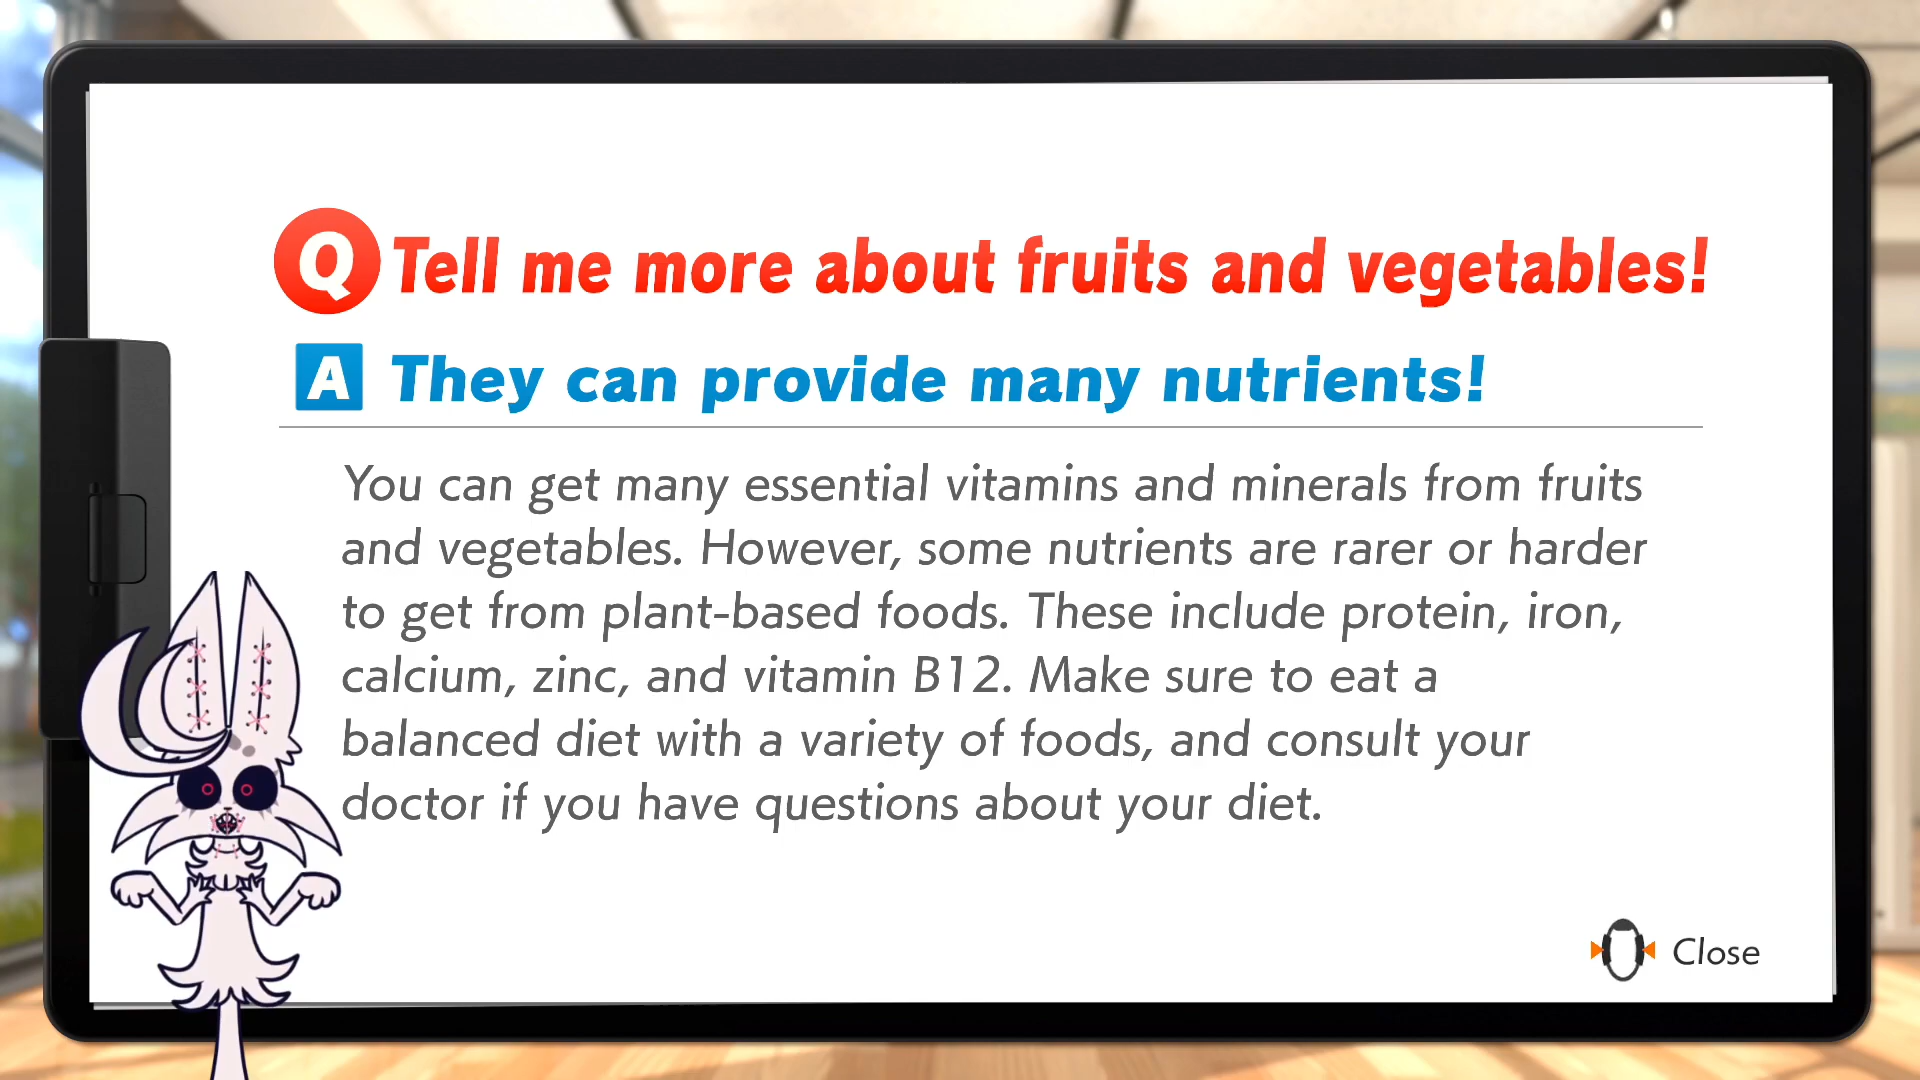 Q Tell me more about fruits and vegetables!
A They can provide many nutrients!
You can get many essential vitamins and minerals from fruits
and vegetables. However, some nutrients are rarer or harder
to get from plant-based foods. These include protein, iron,
calcium, zinc, and vitamin B12. Make sure to eat a
balanced diet with a variety of foods, and consult your
doctor if you have questions about your diet.
Close